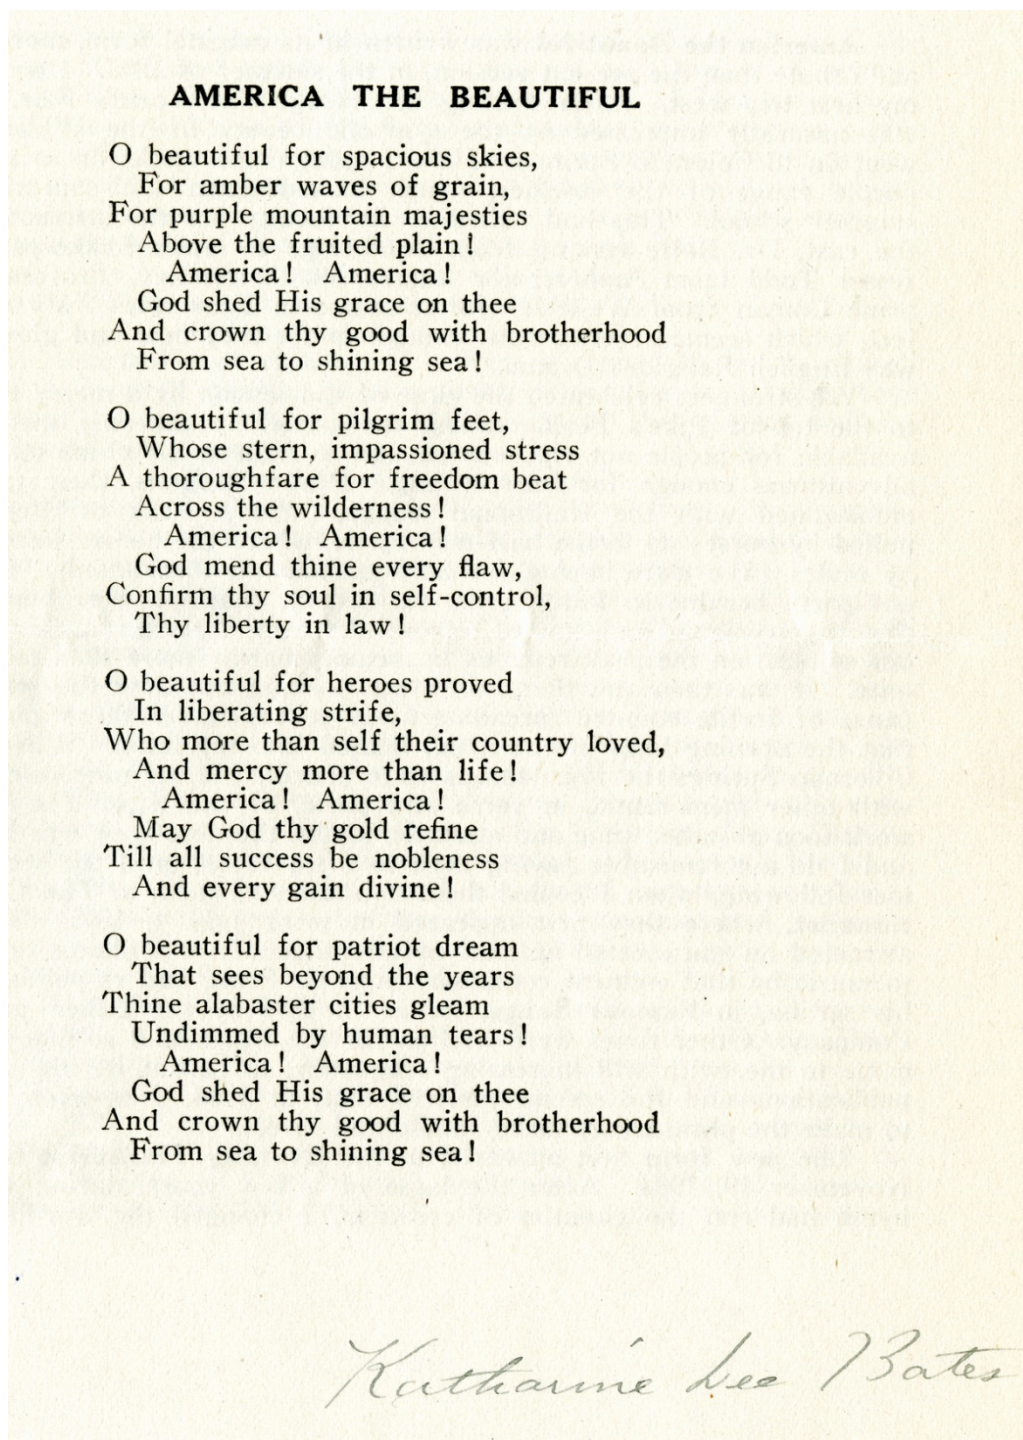 AMERICA THE BEAUTIFUL
O beautiful for spacious skies,
For amber waves of grain,
For purple mountain majesties
Above the fruited plain!
America! America!
God shed His grace on thee
And crown thy good with brotherhood
From sea to shining sea!
O beautiful for pilgrim feet,
Whose stern, impassioned stress
A thoroughfare for freedom beat
Across the wilderness!
America! America!
God mend thine every flaw,
Confirm thy soul in self-control,
Thy liberty in law!
O beautiful for heroes proved
In liberating strife,
Who more than self their country loved,
And mercy more than life!
America! America!
May God thy gold refine
Till all success be nobleness
And every gain divine!
O beautiful for patriot dream
That sees beyond the years
Thine alabaster cities gleam
Undimmed by human tears!
America! America!
God shed His grace on thee
And crown thy good with brotherhood
From sea to shining sea!
Katharine Lee Bates